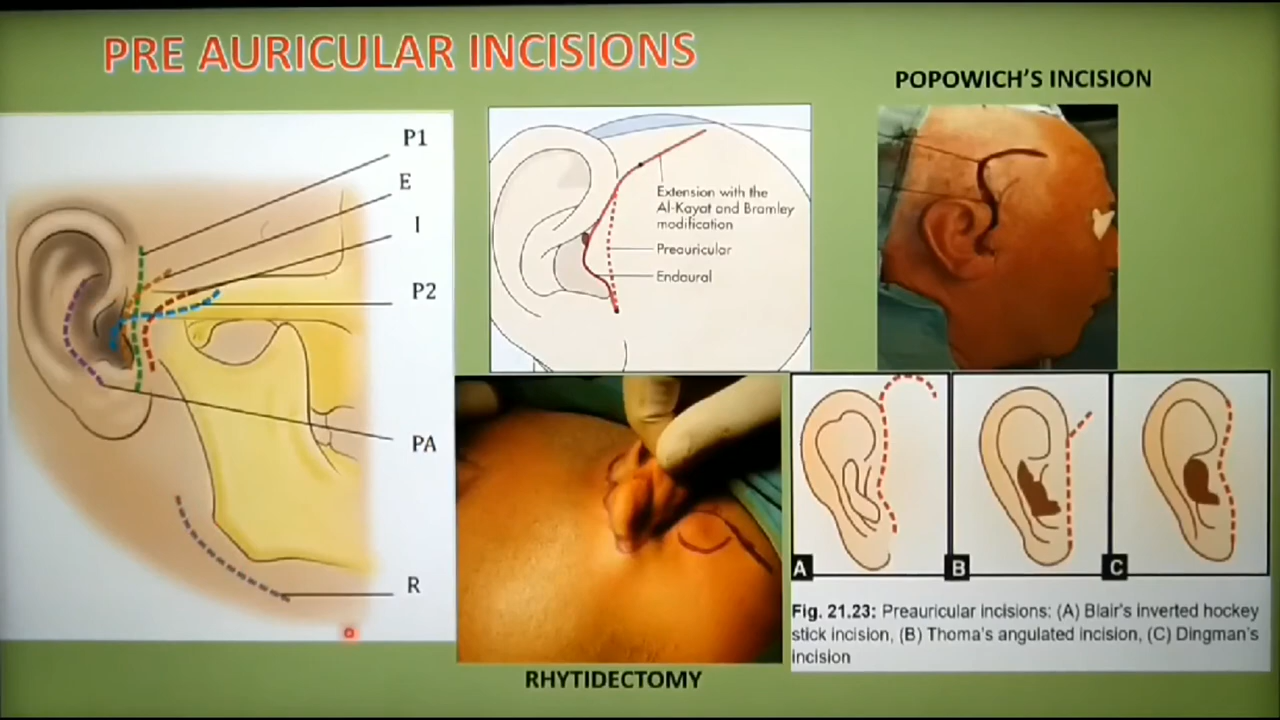 PRE AURICULAR INCISIONS
POPOWICH'S INCISION
P1
E
I
P2
PA
R
Extension with the
Al-Kayat and Bramley
modification
Preauricular
Endaural
RHYTIDECTOMY
A
B
C
Fig. 21.23: Preauricular incisions: (A) Blair's inverted hockey
stick incision, (B) Thoma's angulated incision, (C) Dingman's
incision